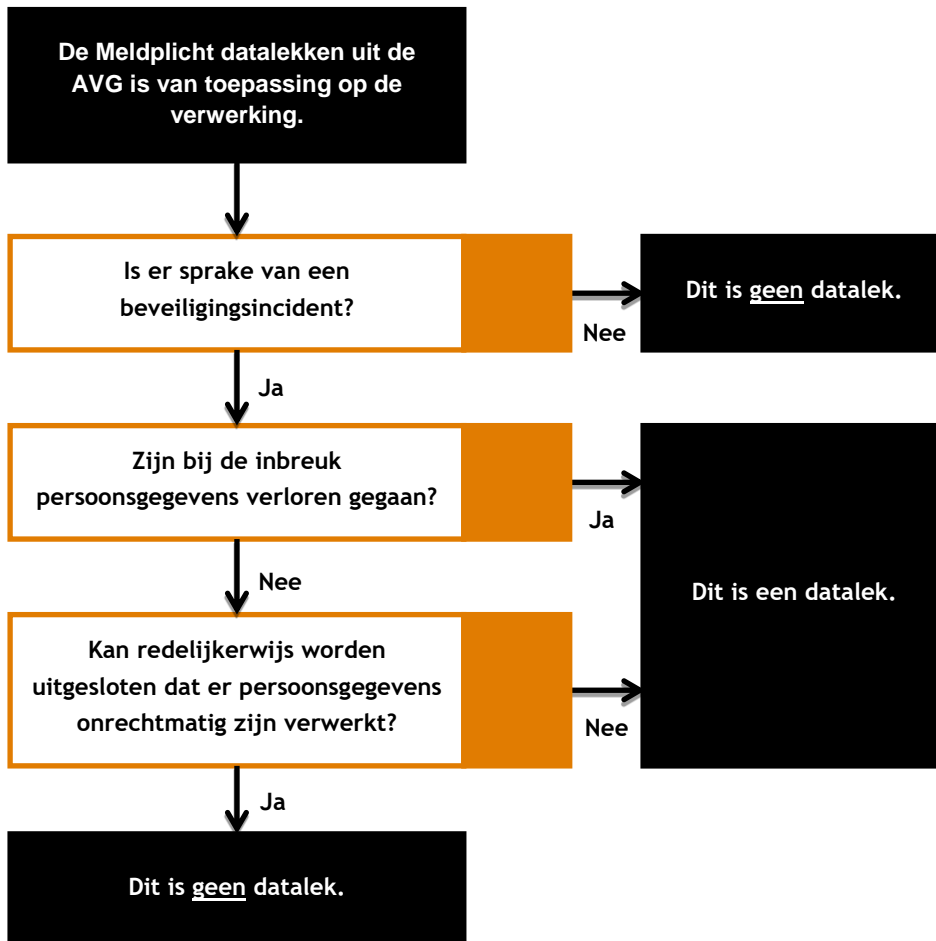 De Meldplicht datalekken uit de
AVG is van toepassing op de
verwerking.
Is er sprake van een
beveiligingsincident?
Nee
Dit is geen datalek.
Ja
Zijn bij de inbreuk
persoonsgegevens verloren gegaan?
Ja
Dit is een datalek.
Nee
Kan redelijkerwijs worden
uitgesloten dat er persoonsgegevens
onrechtmatig zijn verwerkt?
Nee
Ja
Dit is geen datalek.